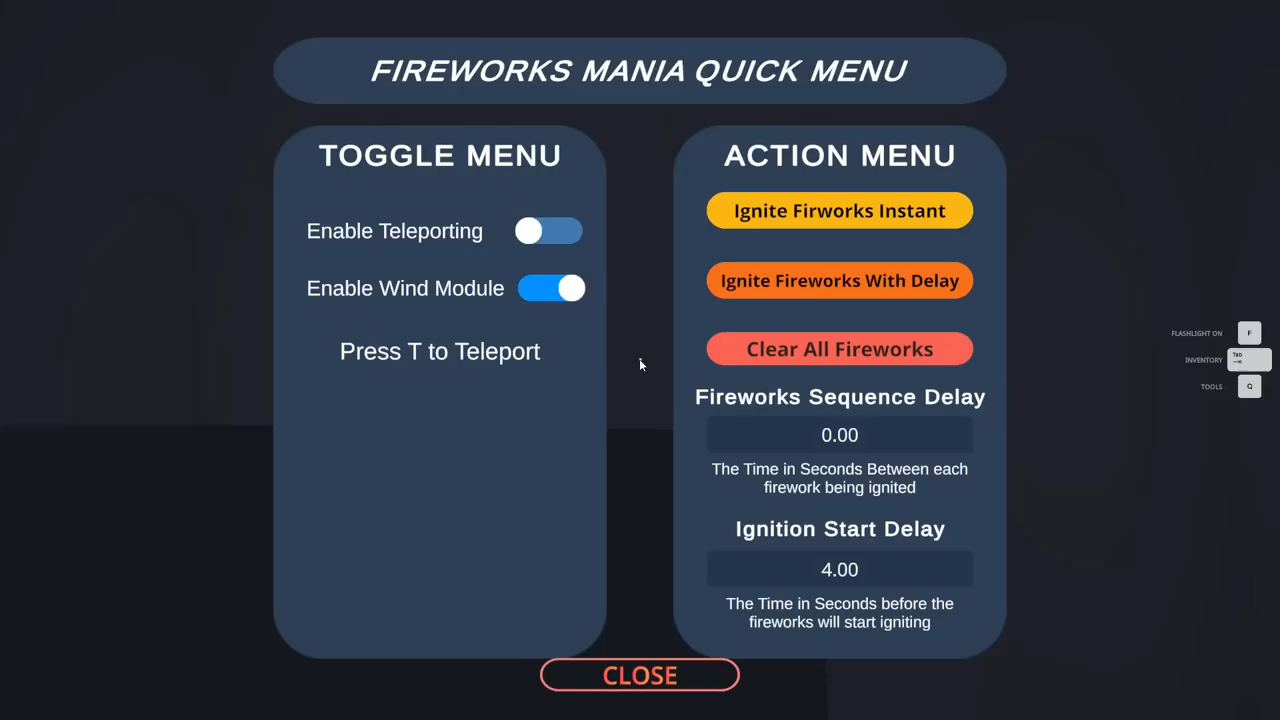 FIREWORKS MANIA QUICK MENU
TOGGLE MENU
Enable Teleporting
Enable Wind Module
Press T to Teleport
ACTION MENU
Ignite Firworks Instant
Ignite Fireworks With Delay
Clear All Fireworks
Fireworks Sequence Delay
0.00
The Time in Seconds Between each
firework being ignited
Ignition Start Delay
4.00
The Time in Seconds before the
fireworks will start igniting
CLOSE
FLASHLIGHT ON F
INVENTORY TAB
TOOLS Q